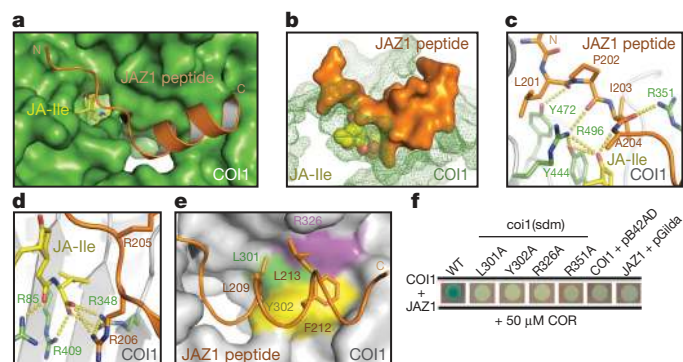 a
N
JAZ1 peptide
C
JA-Ile
COI1
b
JAZ1 peptide
JA-Ile
COI1
c
N
JAZ1 peptide
P202
L201
I203
R351
Y472
R496
A204
JA-Ile
Y444
COI1
d
JA-Ile
R205
R85
R348
R409
R206
COI1
e
R326
L301
L213
C
L209
Y302
F212
JAZ1 peptide
COI1
f
coi1(sdm)
WT
L301A
Y302A
R326A
R351A
COI1 + pB42AD
JAZ1 + pGilda
COI1
+
JAZ1
+ 50 μM COR